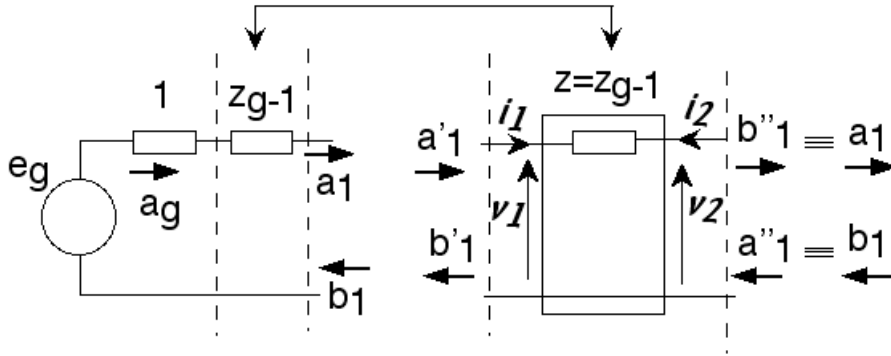 1
zg-1
eg
ag
a1
b1
z=zg-1
i1
i2
v1
v2
a'1
b'1
b''1 ≡ a1
a''1 ≡ b1